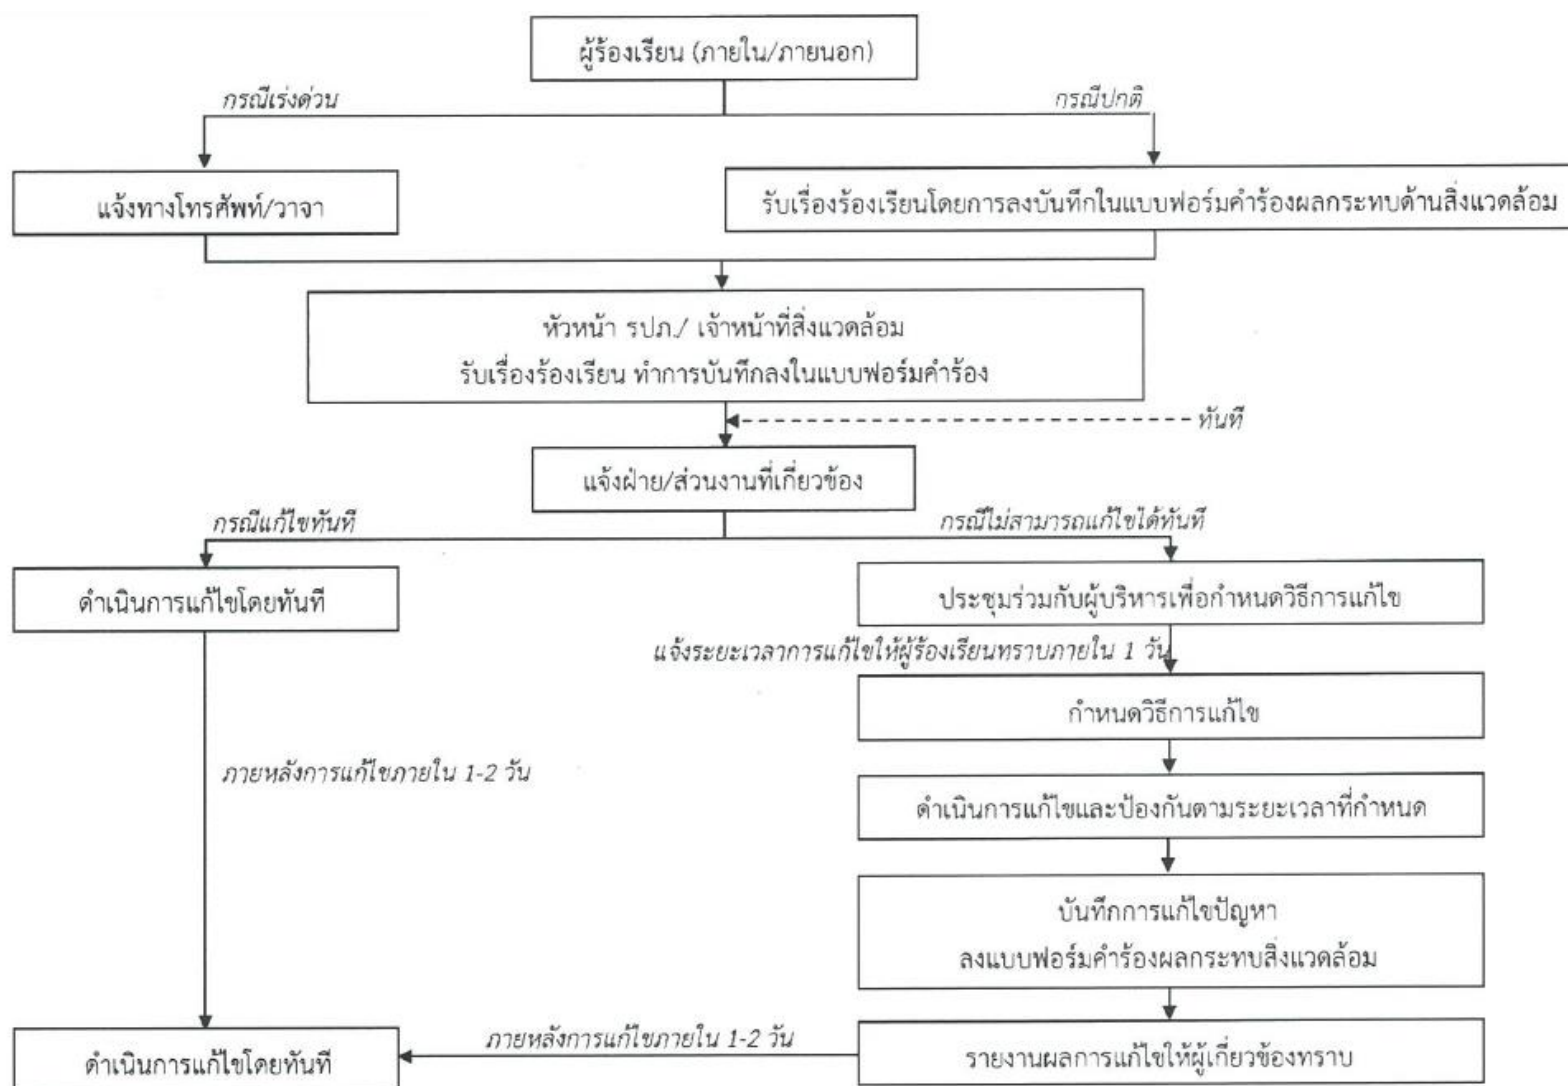 ผู้ร้องเรียน (ภายใน/ภายนอก)
กรณีเร่งด่วน
กรณีปกติ
แจ้งทางโทรศัพท์/วาจา
รับเรื่องร้องเรียนโดยการลงบันทึกในแบบฟอร์มคำร้องผลกระทบด้านสิ่งแวดล้อม
หัวหน้า รปภ./ เจ้าหน้าที่สิ่งแวดล้อม
รับเรื่องร้องเรียน ทำการบันทึกลงในแบบฟอร์มคำร้อง
ทันที
แจ้งฝ่าย/ส่วนงานที่เกี่ยวข้อง
กรณีแก้ไขทันที
กรณีไม่สามารถแก้ไขได้ทันที
ดำเนินการแก้ไขโดยทันที
ประชุมร่วมกับผู้บริหารเพื่อกำหนดวิธีการแก้ไข
แจ้งระยะเวลาการแก้ไขให้ผู้ร้องเรียนทราบภายใน 1 วัน
กำหนดวิธีการแก้ไข
ภายหลังการแก้ไขภายใน 1-2 วัน
ดำเนินการแก้ไขและป้องกันตามระยะเวลาที่กำหนด
บันทึกการแก้ไขปัญหา
ลงแบบฟอร์มคำร้องผลกระทบสิ่งแวดล้อม
ภายหลังการแก้ไขภายใน 1-2 วัน
ดำเนินการแก้ไขโดยทันที
รายงานผลการแก้ไขให้ผู้เกี่ยวข้องทราบ